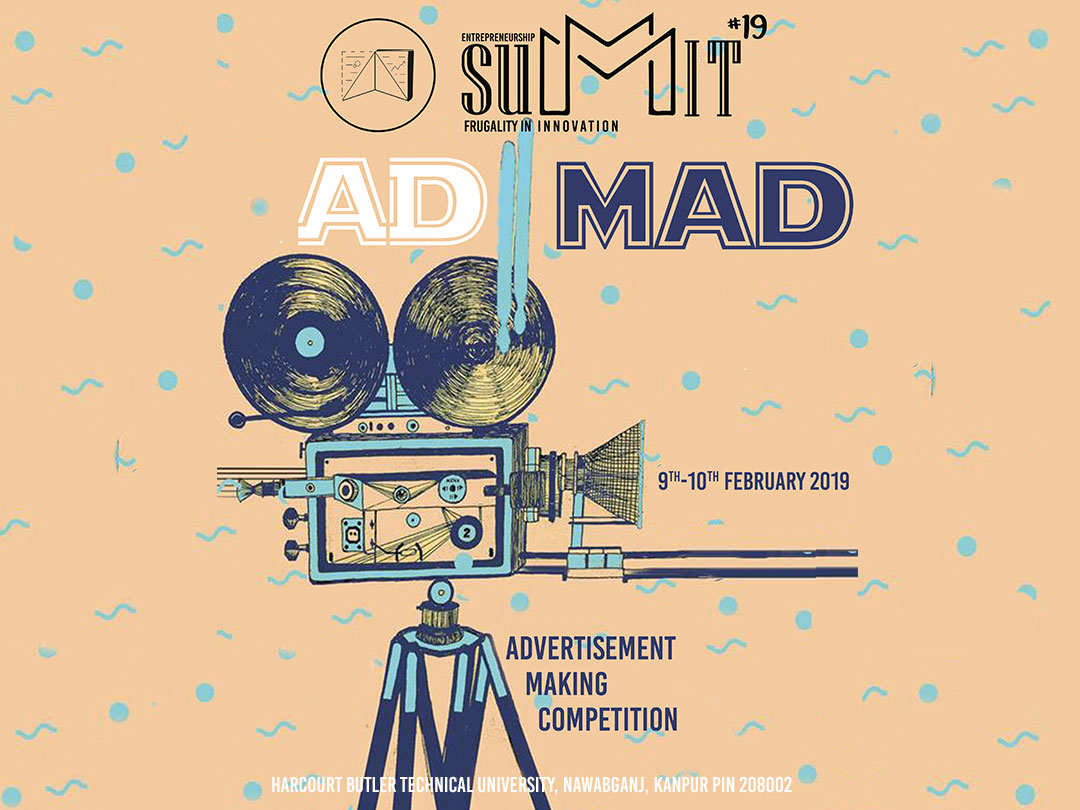 ENTREPRENEURSHIP
SUMMIT #19
FRUGALITY IN INNOVATION
AD MAD
9TH-10TH FEBRUARY 2019
2
ADVERTISEMENT
MAKING
COMPETITION
HARCOURT BUTLER TECHNICAL UNIVERSITY, NAWABGANJ, KANPUR PIN 208002